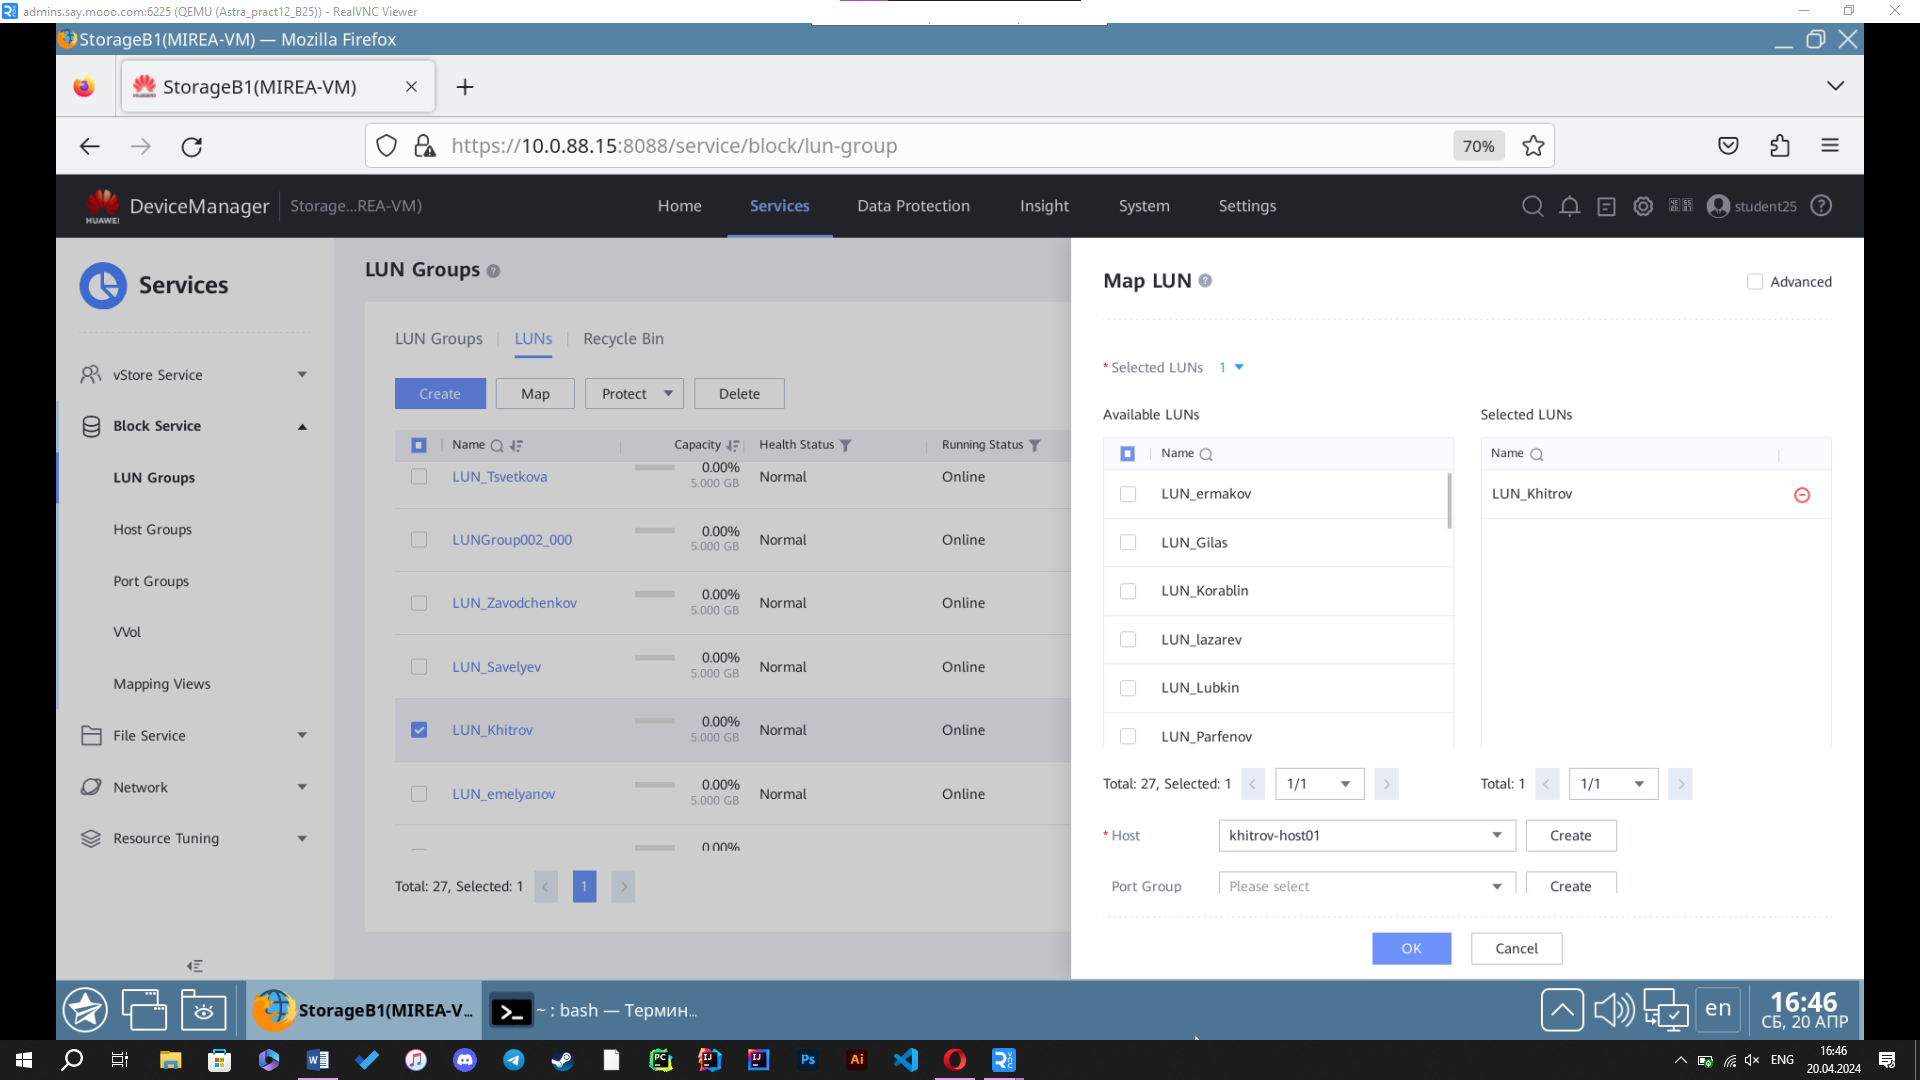 admins.say.mooo.com:6225 (QEMU (Astra_pract12_B25)) - RealVNC Viewer
StorageB1(MIREA-VM) — Mozilla Firefox
StorageB1(MIREA-VM)
https://10.0.88.15:8088/service/block/lun-group
70%
HUAWEI
DeviceManager
Storage...REA-VM)
Home
Services
Data Protection
Insight
System
Settings
student25
Services
vStore Service
Block Service
LUN Groups
Host Groups
Port Groups
VVol
Mapping Views
File Service
Network
Resource Tuning
LUN Groups
LUN Groups
LUNs
Recycle Bin
Create
Map
Protect
Delete
Name
Capacity
Health Status
Running Status
LUN_Tsvetkova
0.00%
5.000 GB
Normal
Online
LUNGroup002_000
0.00%
5.000 GB
Normal
Online
LUN_Zavodchenkov
0.00%
5.000 GB
Normal
Online
LUN_Savelyev
0.00%
5.000 GB
Normal
Online
LUN_Khitrov
0.00%
5.000 GB
Normal
Online
LUN_emelyanov
0.00%
5.000 GB
Normal
Online
0.00%
Total: 27, Selected: 1
1
Map LUN
Advanced
* Selected LUNs 1
Available LUNs
Name
LUN_ermakov
LUN_Gilas
LUN_Korablin
LUN_lazarev
LUN_Lubkin
LUN_Parfenov
Total: 27, Selected: 1
1/1
Selected LUNs
Name
LUN_Khitrov
Total: 1
1/1
* Host
khitrov-host01
Create
Port Group
Please select
Create
OK
Cancel
StorageB1(MIREA-V...
~ : bash — Термин...
en
16:46
СБ, 20 АПР
ENG
16:46
20.04.2024